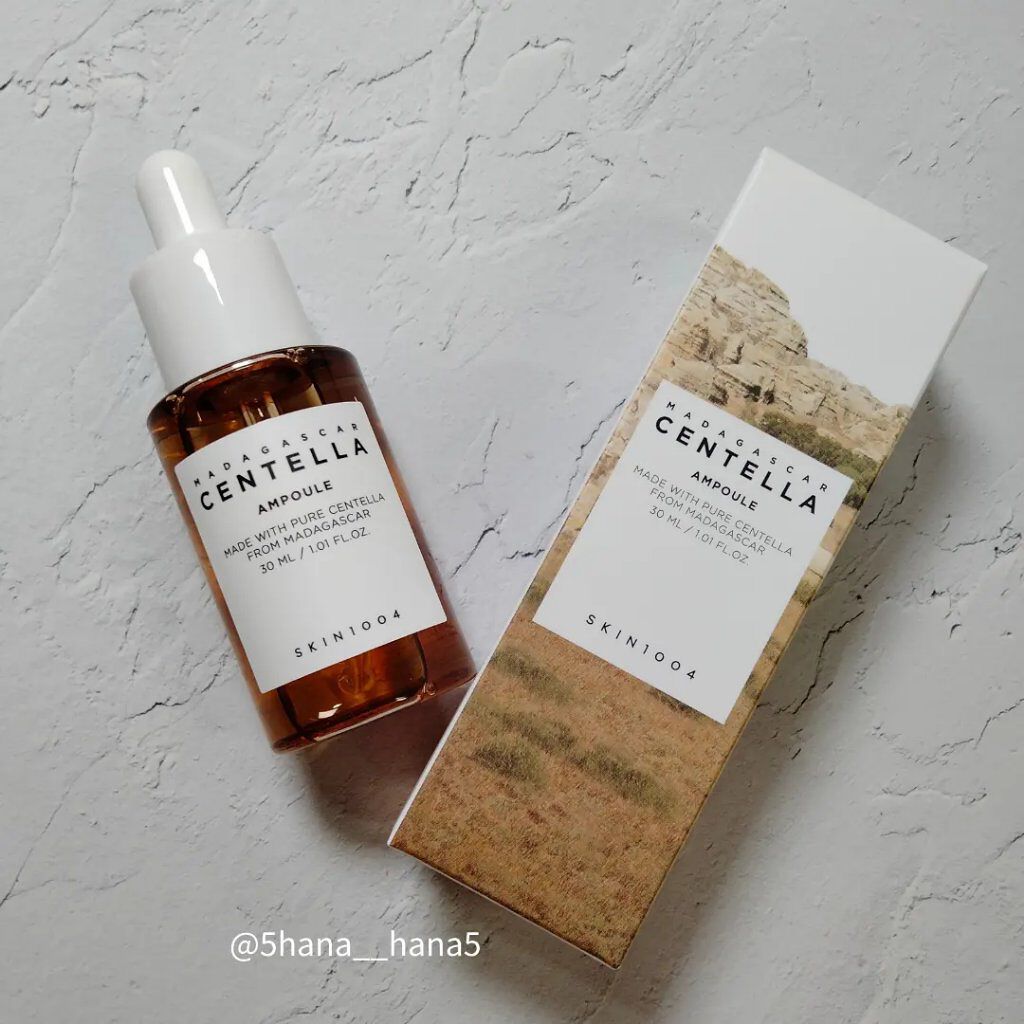 MADAGASCAR
CENTELLA
AMPOULE
MADE WITH PURE CENTELLA
FROM MADAGASCAR
30 ML / 1.01 FL.OZ.
SKIN1004
MADAGASCAR
CENTELLA
AMPOULE
MADE WITH PURE CENTELLA
FROM MADAGASCAR
30 ML / 1.01 FL.OZ.
SKIN1004
@5hana__hana5